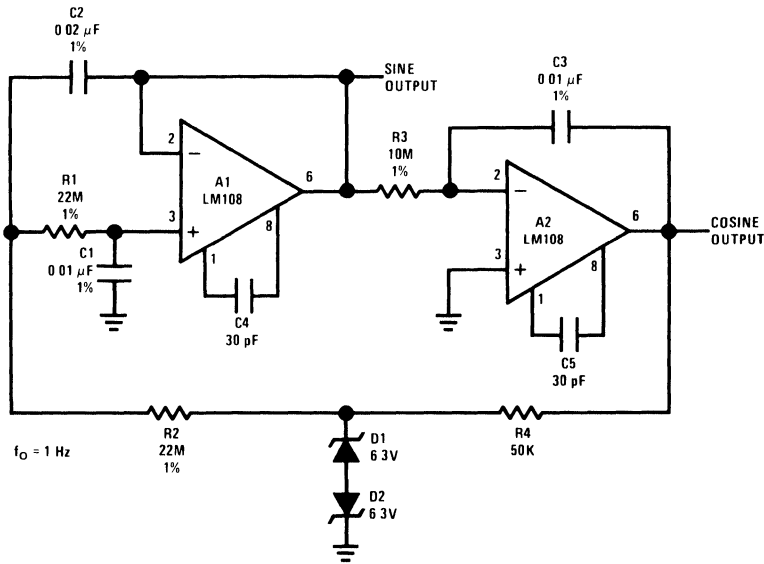 C2
0 02 µF
1%
SINE
OUTPUT
C3
0 01 µF
1%
R3
10M
1%
2
6
A1
LM108
3
8
1
R1
22M
1%
C1
0 01 µF
1%
C4
30 pF
2
6
A2
LM108
3
8
1
COSINE
OUTPUT
C5
30 pF
R2
22M
1%
R4
50K
D1
6 3V
D2
6 3V
fO = 1 Hz